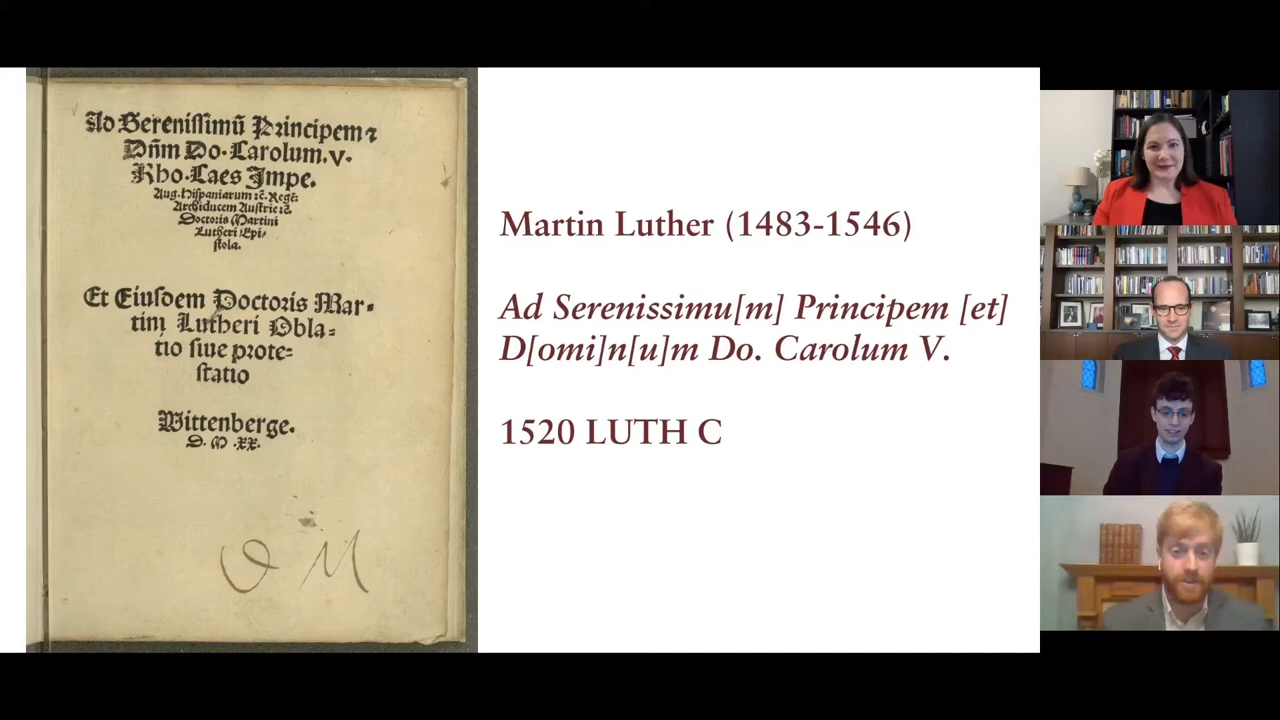 Ad Serenissimū Principem ⁊
Dñm Do. Carolum. V.
Rho. Caes Impe.
Aug. Hispaniarum ⁊c̄. Regē:
Archiducem Austrie ⁊c̄.
Doctoris Martini
Lutheri Epi⸗
stola.
Et Eiusdem Doctoris Mar⸗
tini Lutheri Obla⸗
tio siue prote⸗
statio
Wittenberge.
D. M .XX.
O M
Martin Luther (1483-1546)
Ad Serenissimu[m] Principem [et]
D[omi]n[u]m Do. Carolum V.
1520 LUTH C